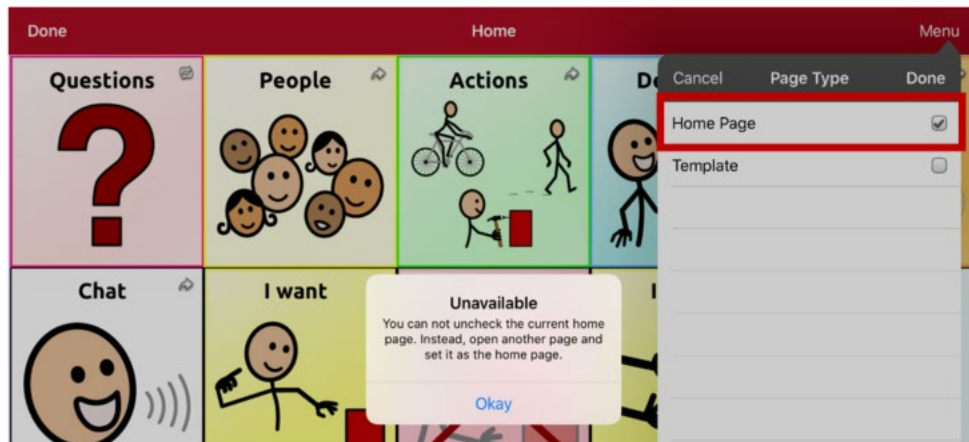 Done Home Menu
Questions People Actions
Cancel Page Type Done
Home Page
Template
Chat I want
Unavailable
You can not uncheck the current home
page. Instead, open another page and
set it as the home page.
Okay